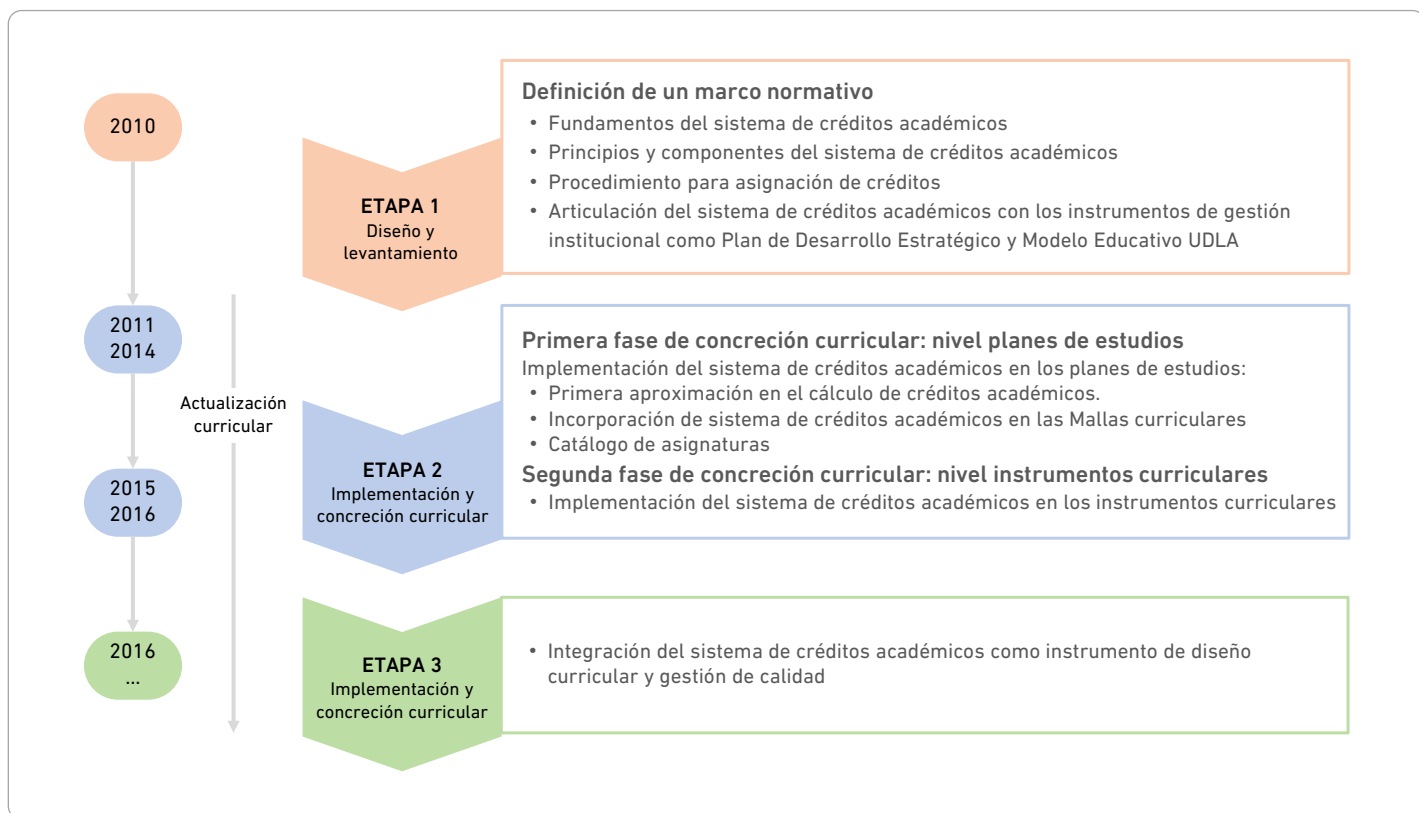 2010
ETAPA 1
Diseño y
levantamiento
Definición de un marco normativo
• Fundamentos del sistema de créditos académicos
• Principios y componentes del sistema de créditos académicos
• Procedimiento para asignación de créditos
• Articulación del sistema de créditos académicos con los instrumentos de gestión
institucional como Plan de Desarrollo Estratégico y Modelo Educativo UDLA
2011
2014
Actualización
curricular
2015
2016
ETAPA 2
Implementación y
concreción curricular
Primera fase de concreción curricular: nivel planes de estudios
Implementación del sistema de créditos académicos en los planes de estudios:
• Primera aproximación en el cálculo de créditos académicos.
• Incorporación de sistema de créditos académicos en las Mallas curriculares
• Catálogo de asignaturas
Segunda fase de concreción curricular: nivel instrumentos curriculares
• Implementación del sistema de créditos académicos en los instrumentos curriculares
2016
...
ETAPA 3
Implementación y
concreción curricular
• Integración del sistema de créditos académicos como instrumento de diseño
curricular y gestión de calidad